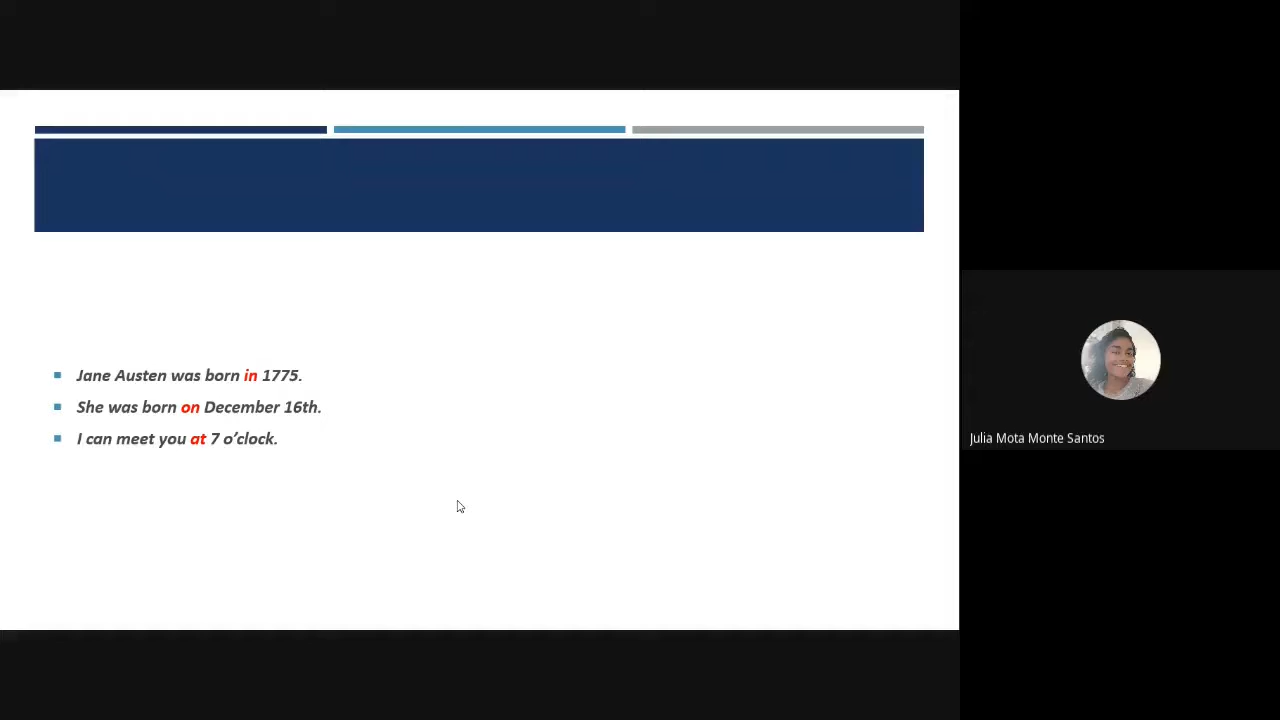 Jane Austen was born in 1775.
She was born on December 16th.
I can meet you at 7 o’clock.
Julia Mota Monte Santos